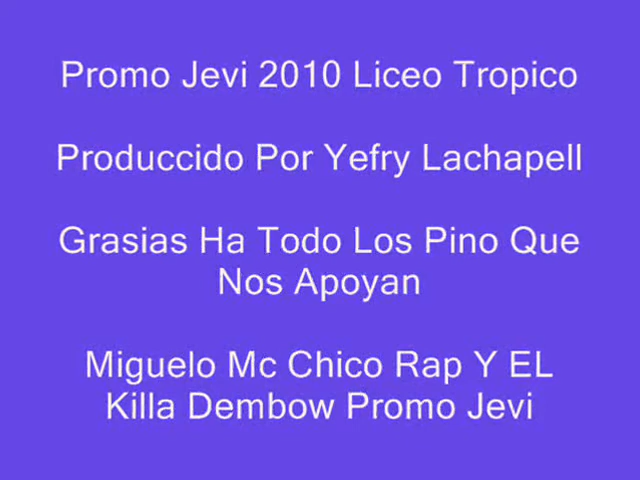 Promo Jevi 2010 Liceo Tropico
Produccido Por Yefry Lachapell
Grasias Ha Todo Los Pino Que
Nos Apoyan
Miguelo Mc Chico Rap Y EL
Killa Dembow Promo Jevi